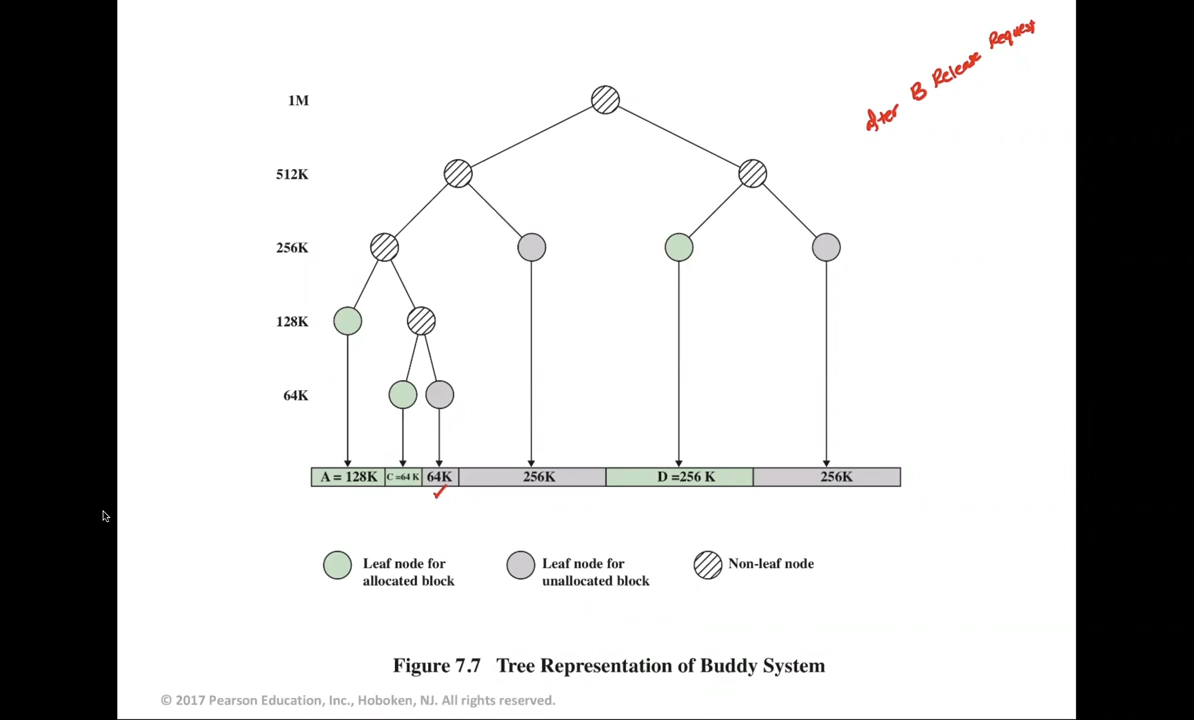 After B Release Request
1M
512K
256K
128K
64K
A = 128K C =64 K 64K 256K D =256 K 256K
Leaf node for
allocated block
Leaf node for
unallocated block
Non-leaf node
Figure 7.7 Tree Representation of Buddy System
© 2017 Pearson Education, Inc., Hoboken, NJ. All rights reserved.